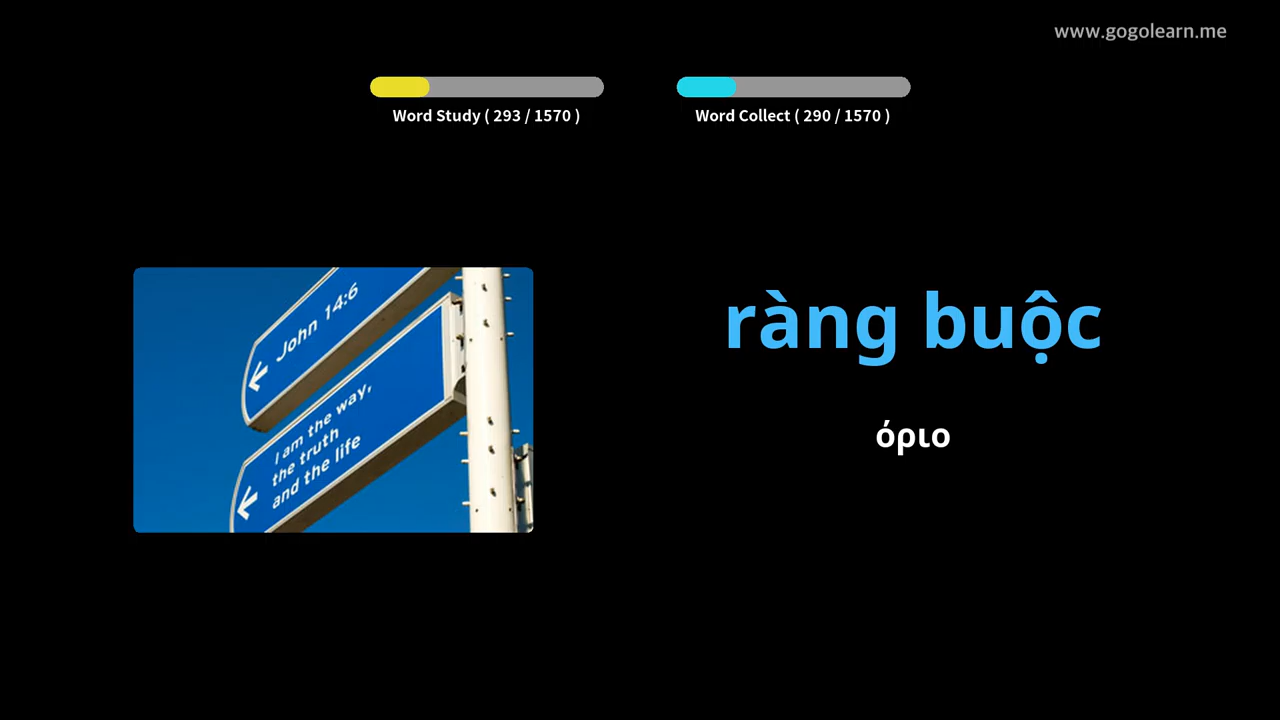 www.gogolearn.me
Word Study ( 293 / 1570 )
Word Collect ( 290 / 1570 )
John 14:6
I am the way,
the truth
and the life
ràng buộc
όριο